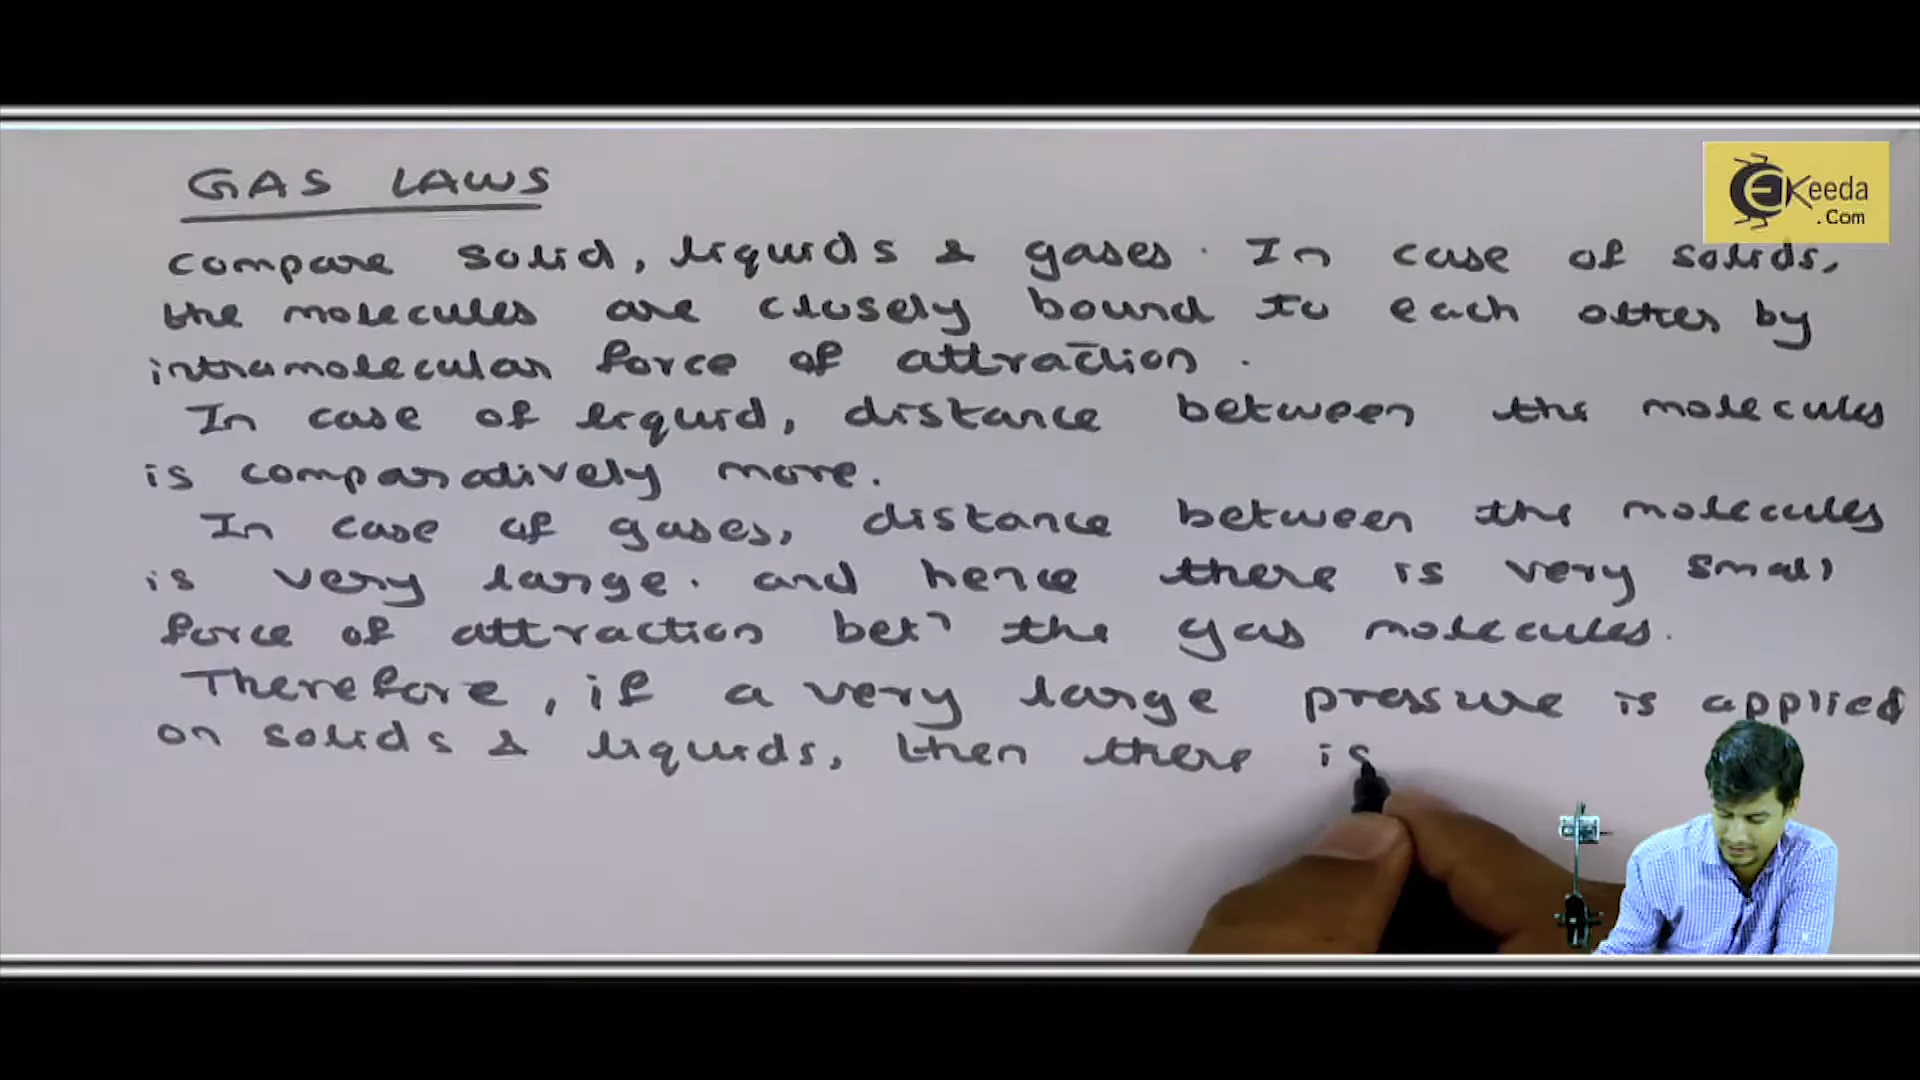 GAS LAWS
EKeeda
.Com
compare solid, liquids & gases. In case of solids,
the molecules are closely bound to each other by
intramolecular force of attraction.
In case of liquid, distance between the molecules
is comparatively more.
In case of gases, distance between the molecules
is very large. and hence there is very small
force of attraction betn the gas molecules.
Therefore, if a very large pressure is applied
on solids & liquids, then there is